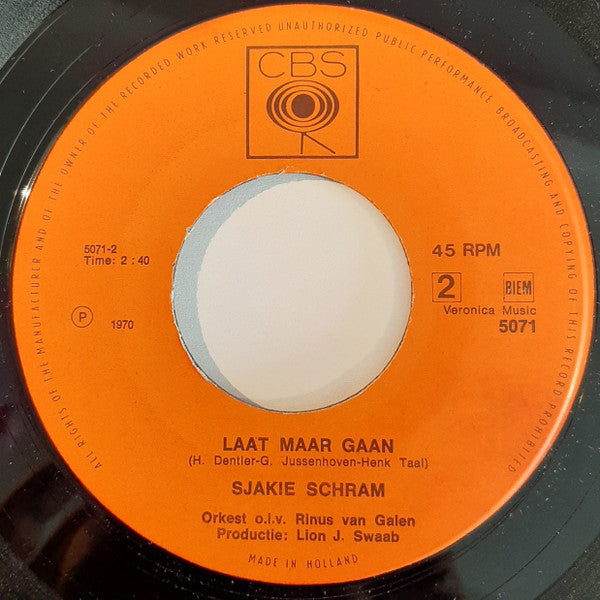 ALL RIGHTS OF THE MANUFACTURER AND OF THE OWNER OF THE RECORDED WORK RESERVED UNAUTHORIZED PUBLIC PERFORMANCE BROADCASTING AND COPYING OF THIS RECORD PROHIBITED
CBS
5071-2
Time: 2 : 40
45 RPM
2 BIEM
Veronica Music
5071
P 1970
LAAT MAAR GAAN
(H. Dentler-G. Jussenhoven-Henk Taal)
SJAKIE SCHRAM
Orkest o.l.v. Rinus van Galen
Productie: Lion J. Swaab
MADE IN HOLLAND